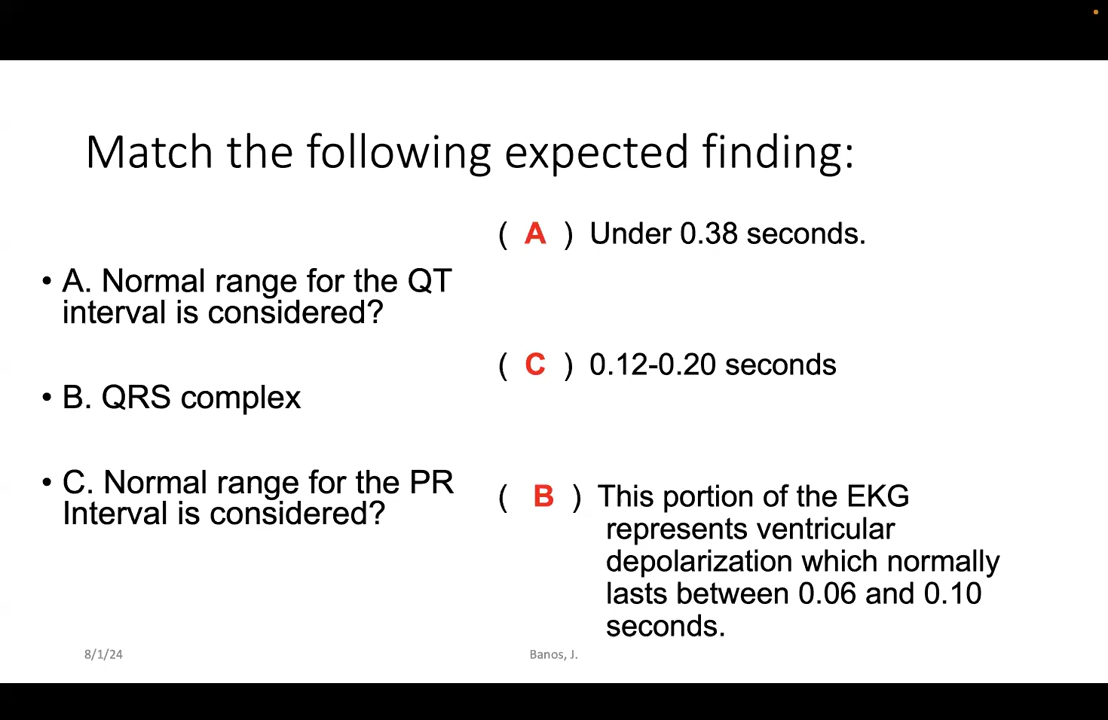 Match the following expected finding:
• A. Normal range for the QT
interval is considered?
• B. QRS complex
• C. Normal range for the PR
Interval is considered?
( A ) Under 0.38 seconds.
( C ) 0.12-0.20 seconds
( B ) This portion of the EKG
represents ventricular
depolarization which normally
lasts between 0.06 and 0.10
seconds.
8/1/24
Banos, J.